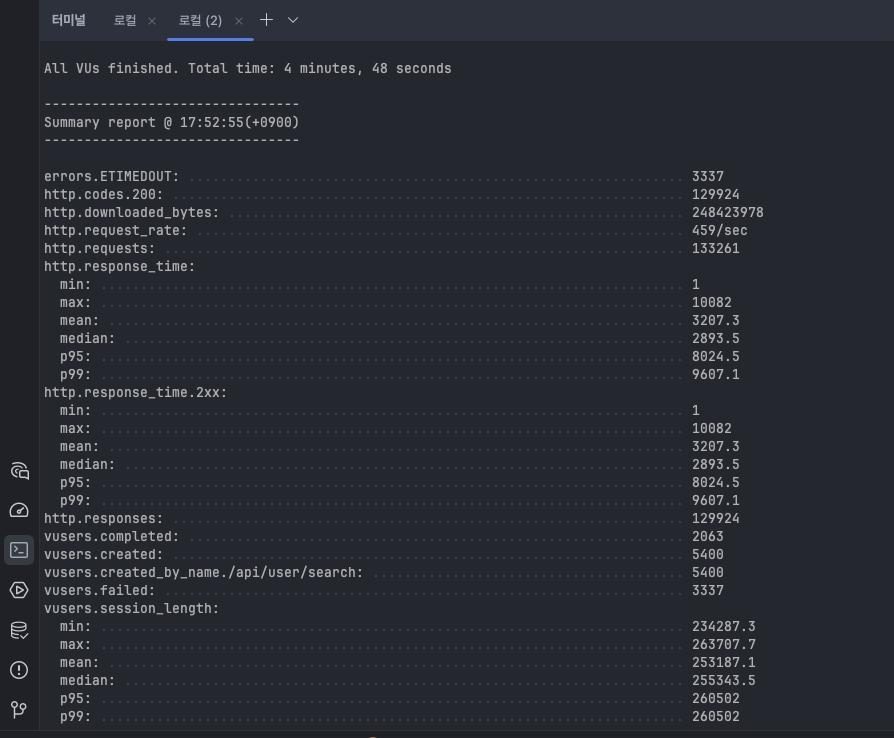 터미널 로컬 × 로컬 (2) ×
All VUs finished. Total time: 4 minutes, 48 seconds
--------------------------------
Summary report @ 17:52:55(+0900)
--------------------------------
errors.ETIMEDOUT: .............................................................. 3337
http.codes.200: ................................................................ 129924
http.downloaded_bytes: ......................................................... 248423978
http.request_rate: ............................................................. 459/sec
http.requests: ................................................................. 133261
http.response_time:
  min: ......................................................................... 1
  max: ......................................................................... 10082
  mean: ........................................................................ 3207.3
  median: ...................................................................... 2893.5
  p95: ......................................................................... 8024.5
  p99: ......................................................................... 9607.1
http.response_time.2xx:
  min: ......................................................................... 1
  max: ......................................................................... 10082
  mean: ........................................................................ 3207.3
  median: ...................................................................... 2893.5
  p95: ......................................................................... 8024.5
  p99: ......................................................................... 9607.1
http.responses: ................................................................ 129924
vusers.completed: .............................................................. 2063
vusers.created: ................................................................ 5400
vusers.created_by_name./api/user/search: ....................................... 5400
vusers.failed: ................................................................. 3337
vusers.session_length:
  min: ......................................................................... 234287.3
  max: ......................................................................... 263707.7
  mean: ........................................................................ 253187.1
  median: ...................................................................... 255343.5
  p95: ......................................................................... 260502
  p99: ......................................................................... 260502